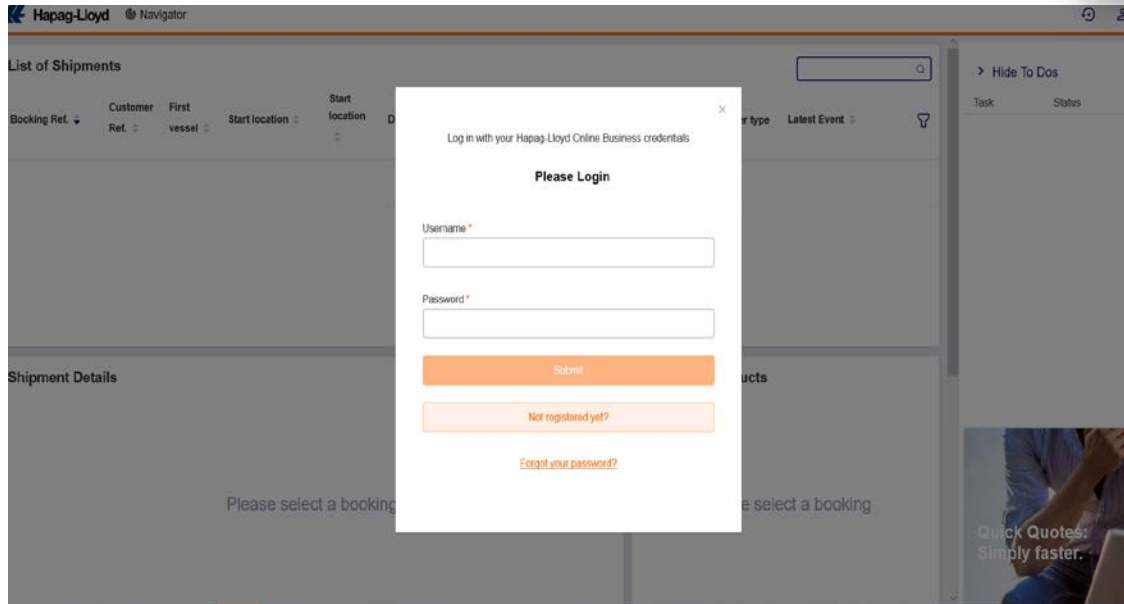 Hapag-Lloyd Navigator
List of Shipments
Hide To Dos
Task Status
Booking Ref. Customer Ref. First vessel Start location Start location D
r type Latest Event
Log in with your Hapag-Lloyd Online Business credentials
Please Login
Username *
Password *
Submit
Not registered yet?
Forgot your password?
Shipment Details
ucts
Please select a booking
e select a booking
Quick Quotes:
Simply faster.